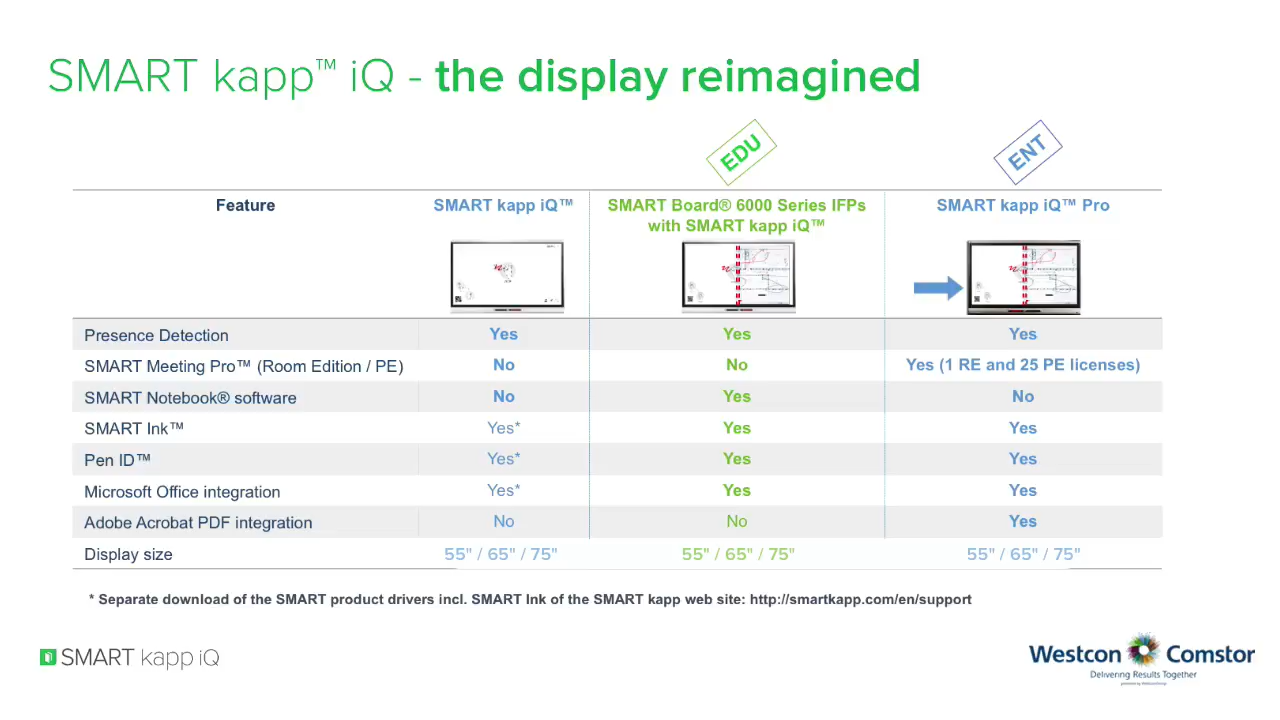 SMART kapp™ iQ - the display reimagined
EDU
ENT
Feature
SMART kapp iQ™
SMART Board® 6000 Series IFPs
with SMART kapp iQ™
SMART kapp iQ™ Pro
Presence Detection Yes Yes Yes
SMART Meeting Pro™ (Room Edition / PE) No No Yes (1 RE and 25 PE licenses)
SMART Notebook® software No Yes No
SMART Ink™ Yes* Yes Yes
Pen ID™ Yes* Yes Yes
Microsoft Office integration Yes* Yes Yes
Adobe Acrobat PDF integration No No Yes
Display size 55" / 65" / 75" 55" / 65" / 75" 55" / 65" / 75"
* Separate download of the SMART product drivers incl. SMART Ink of the SMART kapp web site: http://smartkapp.com/en/support
SMART kapp iQ
Westcon Comstor
Delivering Results Together